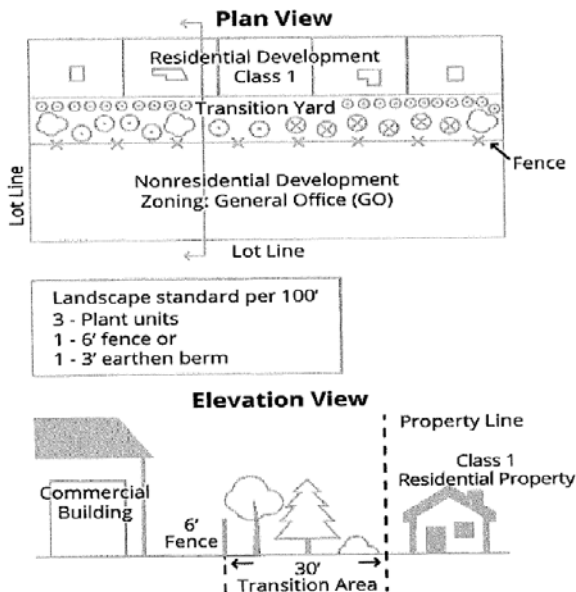 Plan View
Residential Development
Class 1
Transition Yard
Fence
Nonresidential Development
Zoning: General Office (GO)
Lot Line
Lot Line
Landscape standard per 100'
3 - Plant units
1 - 6' fence or
1 - 3' earthen berm
Elevation View
Property Line
Class 1
Residential Property
Commercial
Building
6'
Fence
30'
Transition Area